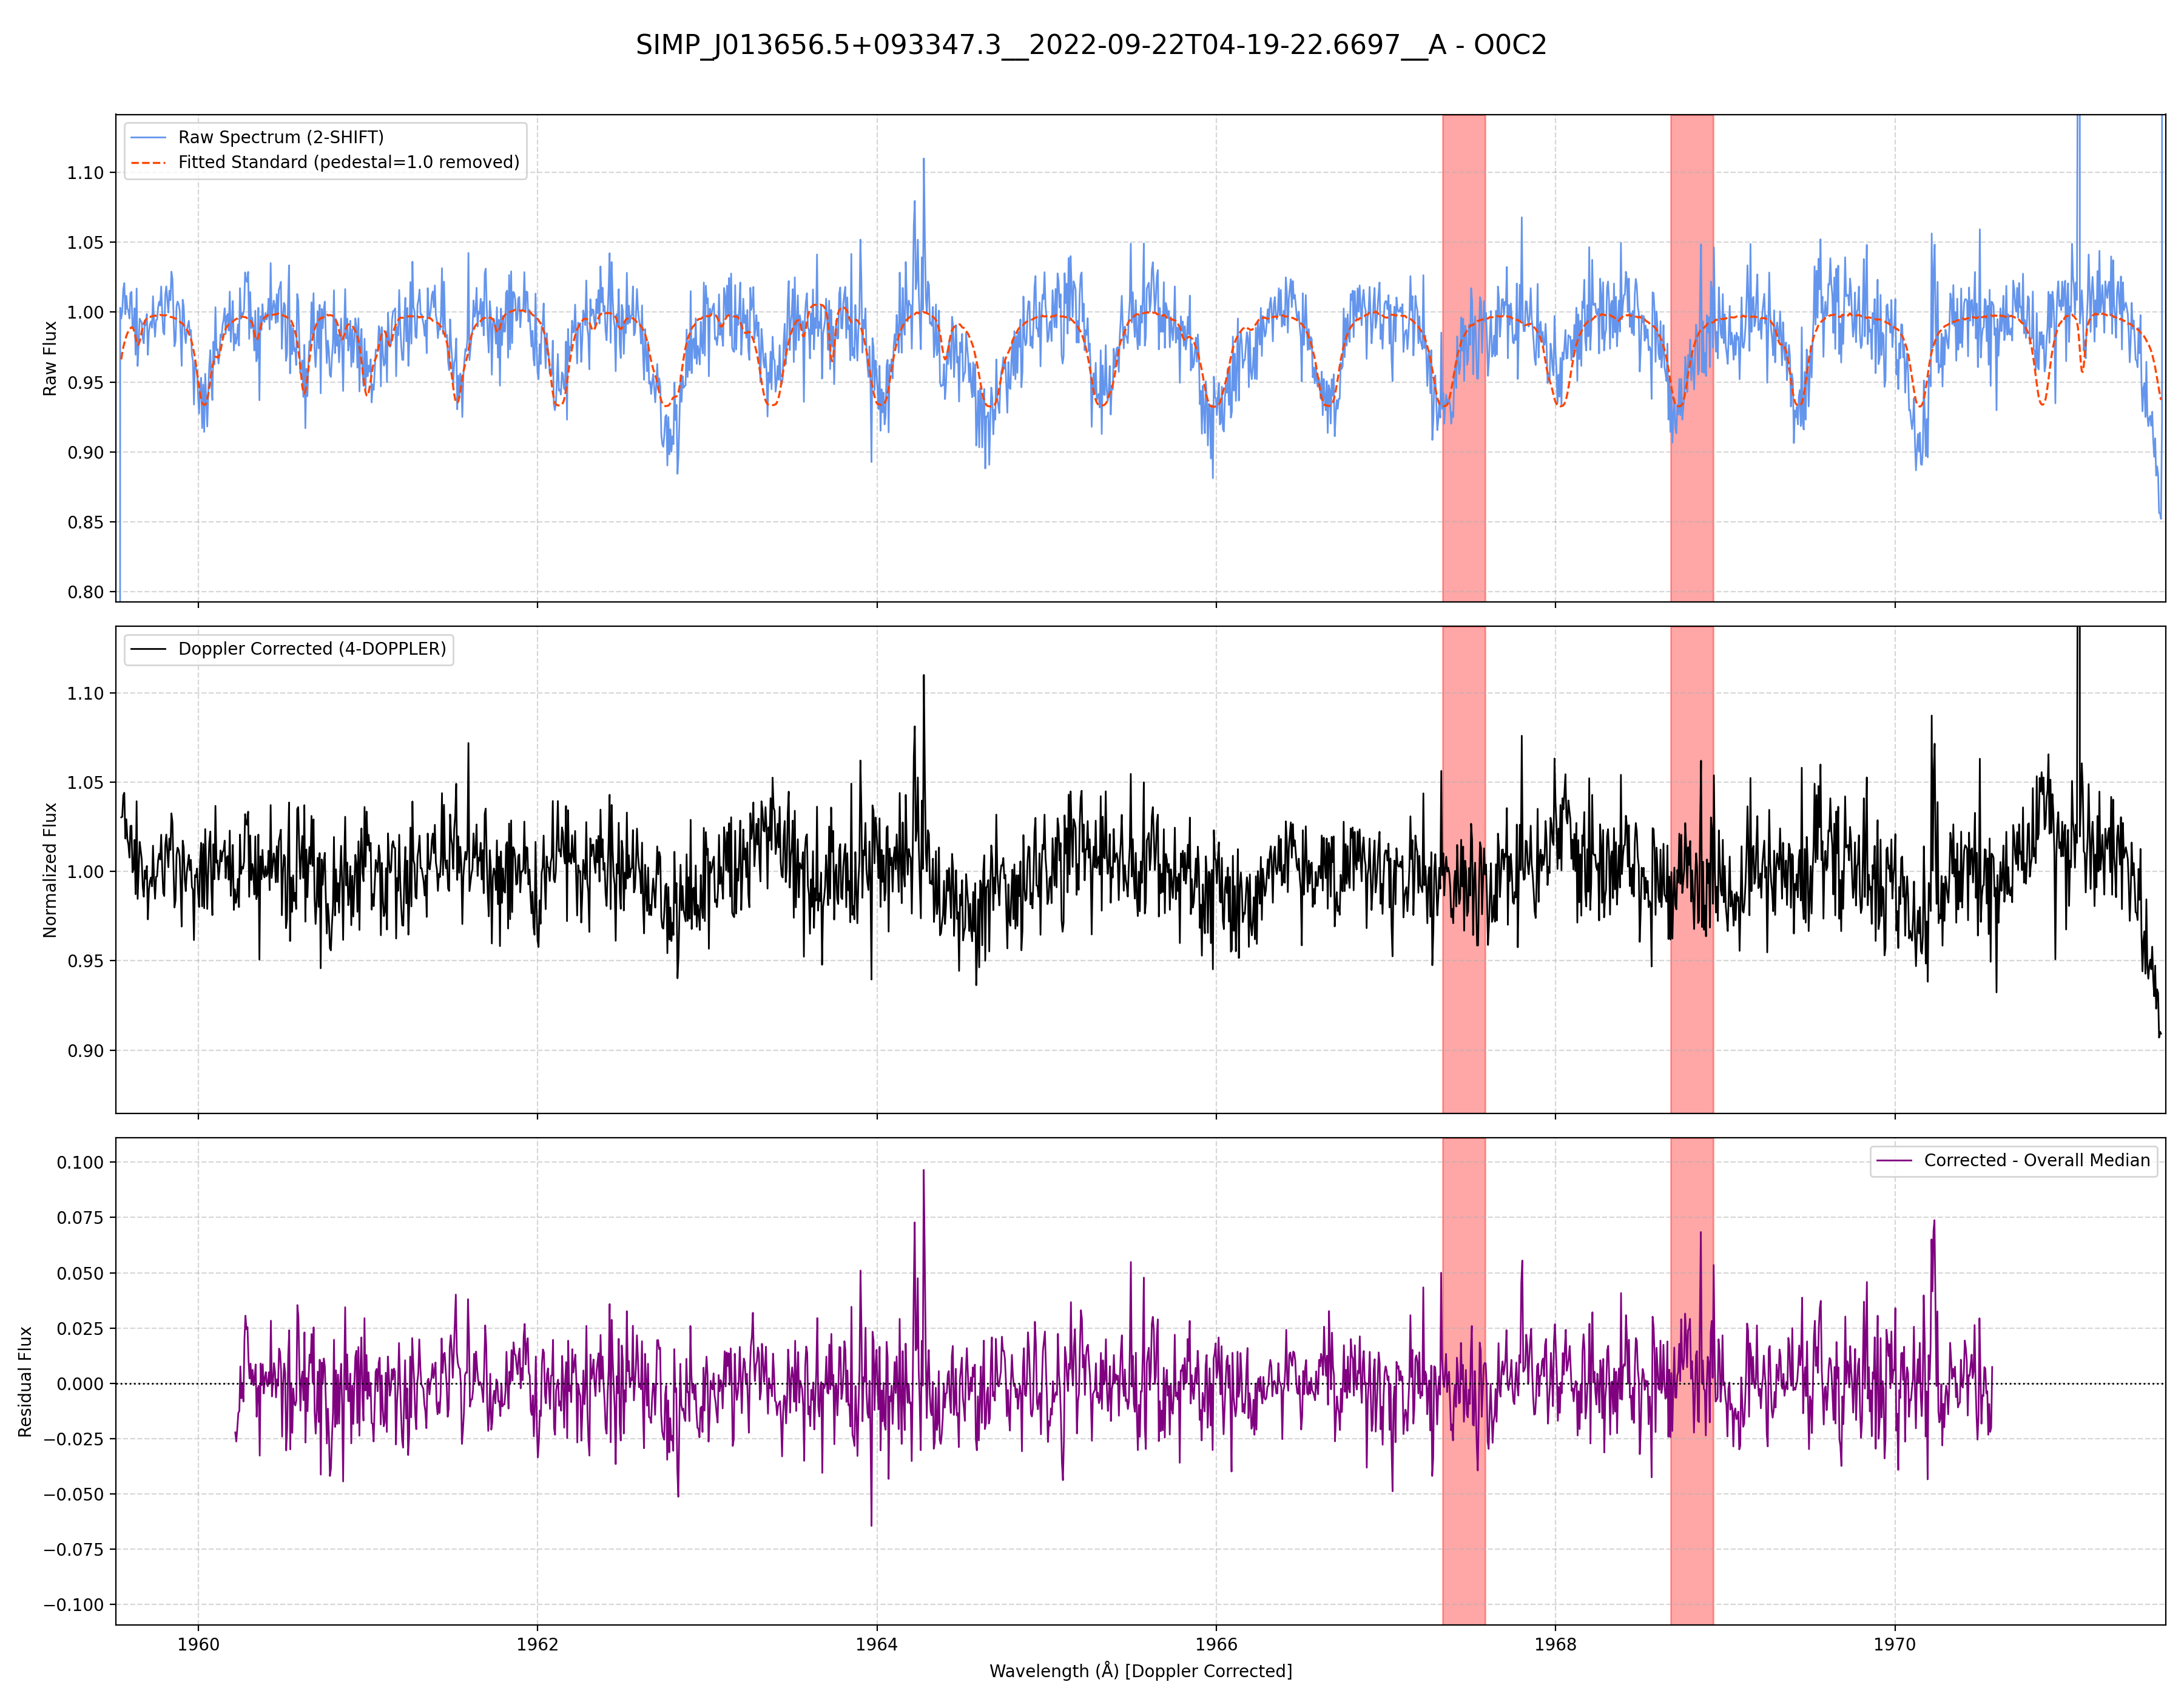 SIMP_J013656.5+093347.3__2022-09-22T04-19-22.6697__A - O0C2
Raw Spectrum (2-SHIFT)
Fitted Standard (pedestal=1.0 removed)
Raw Flux
1.10
1.05
1.00
0.95
0.90
0.85
0.80
Doppler Corrected (4-DOPPLER)
Normalized Flux
1.10
1.05
1.00
0.95
0.90
Corrected - Overall Median
Residual Flux
0.100
0.075
0.050
0.025
0.000
−0.025
−0.050
−0.075
−0.100
1960 1962 1964 1966 1968 1970
Wavelength (Å) [Doppler Corrected]